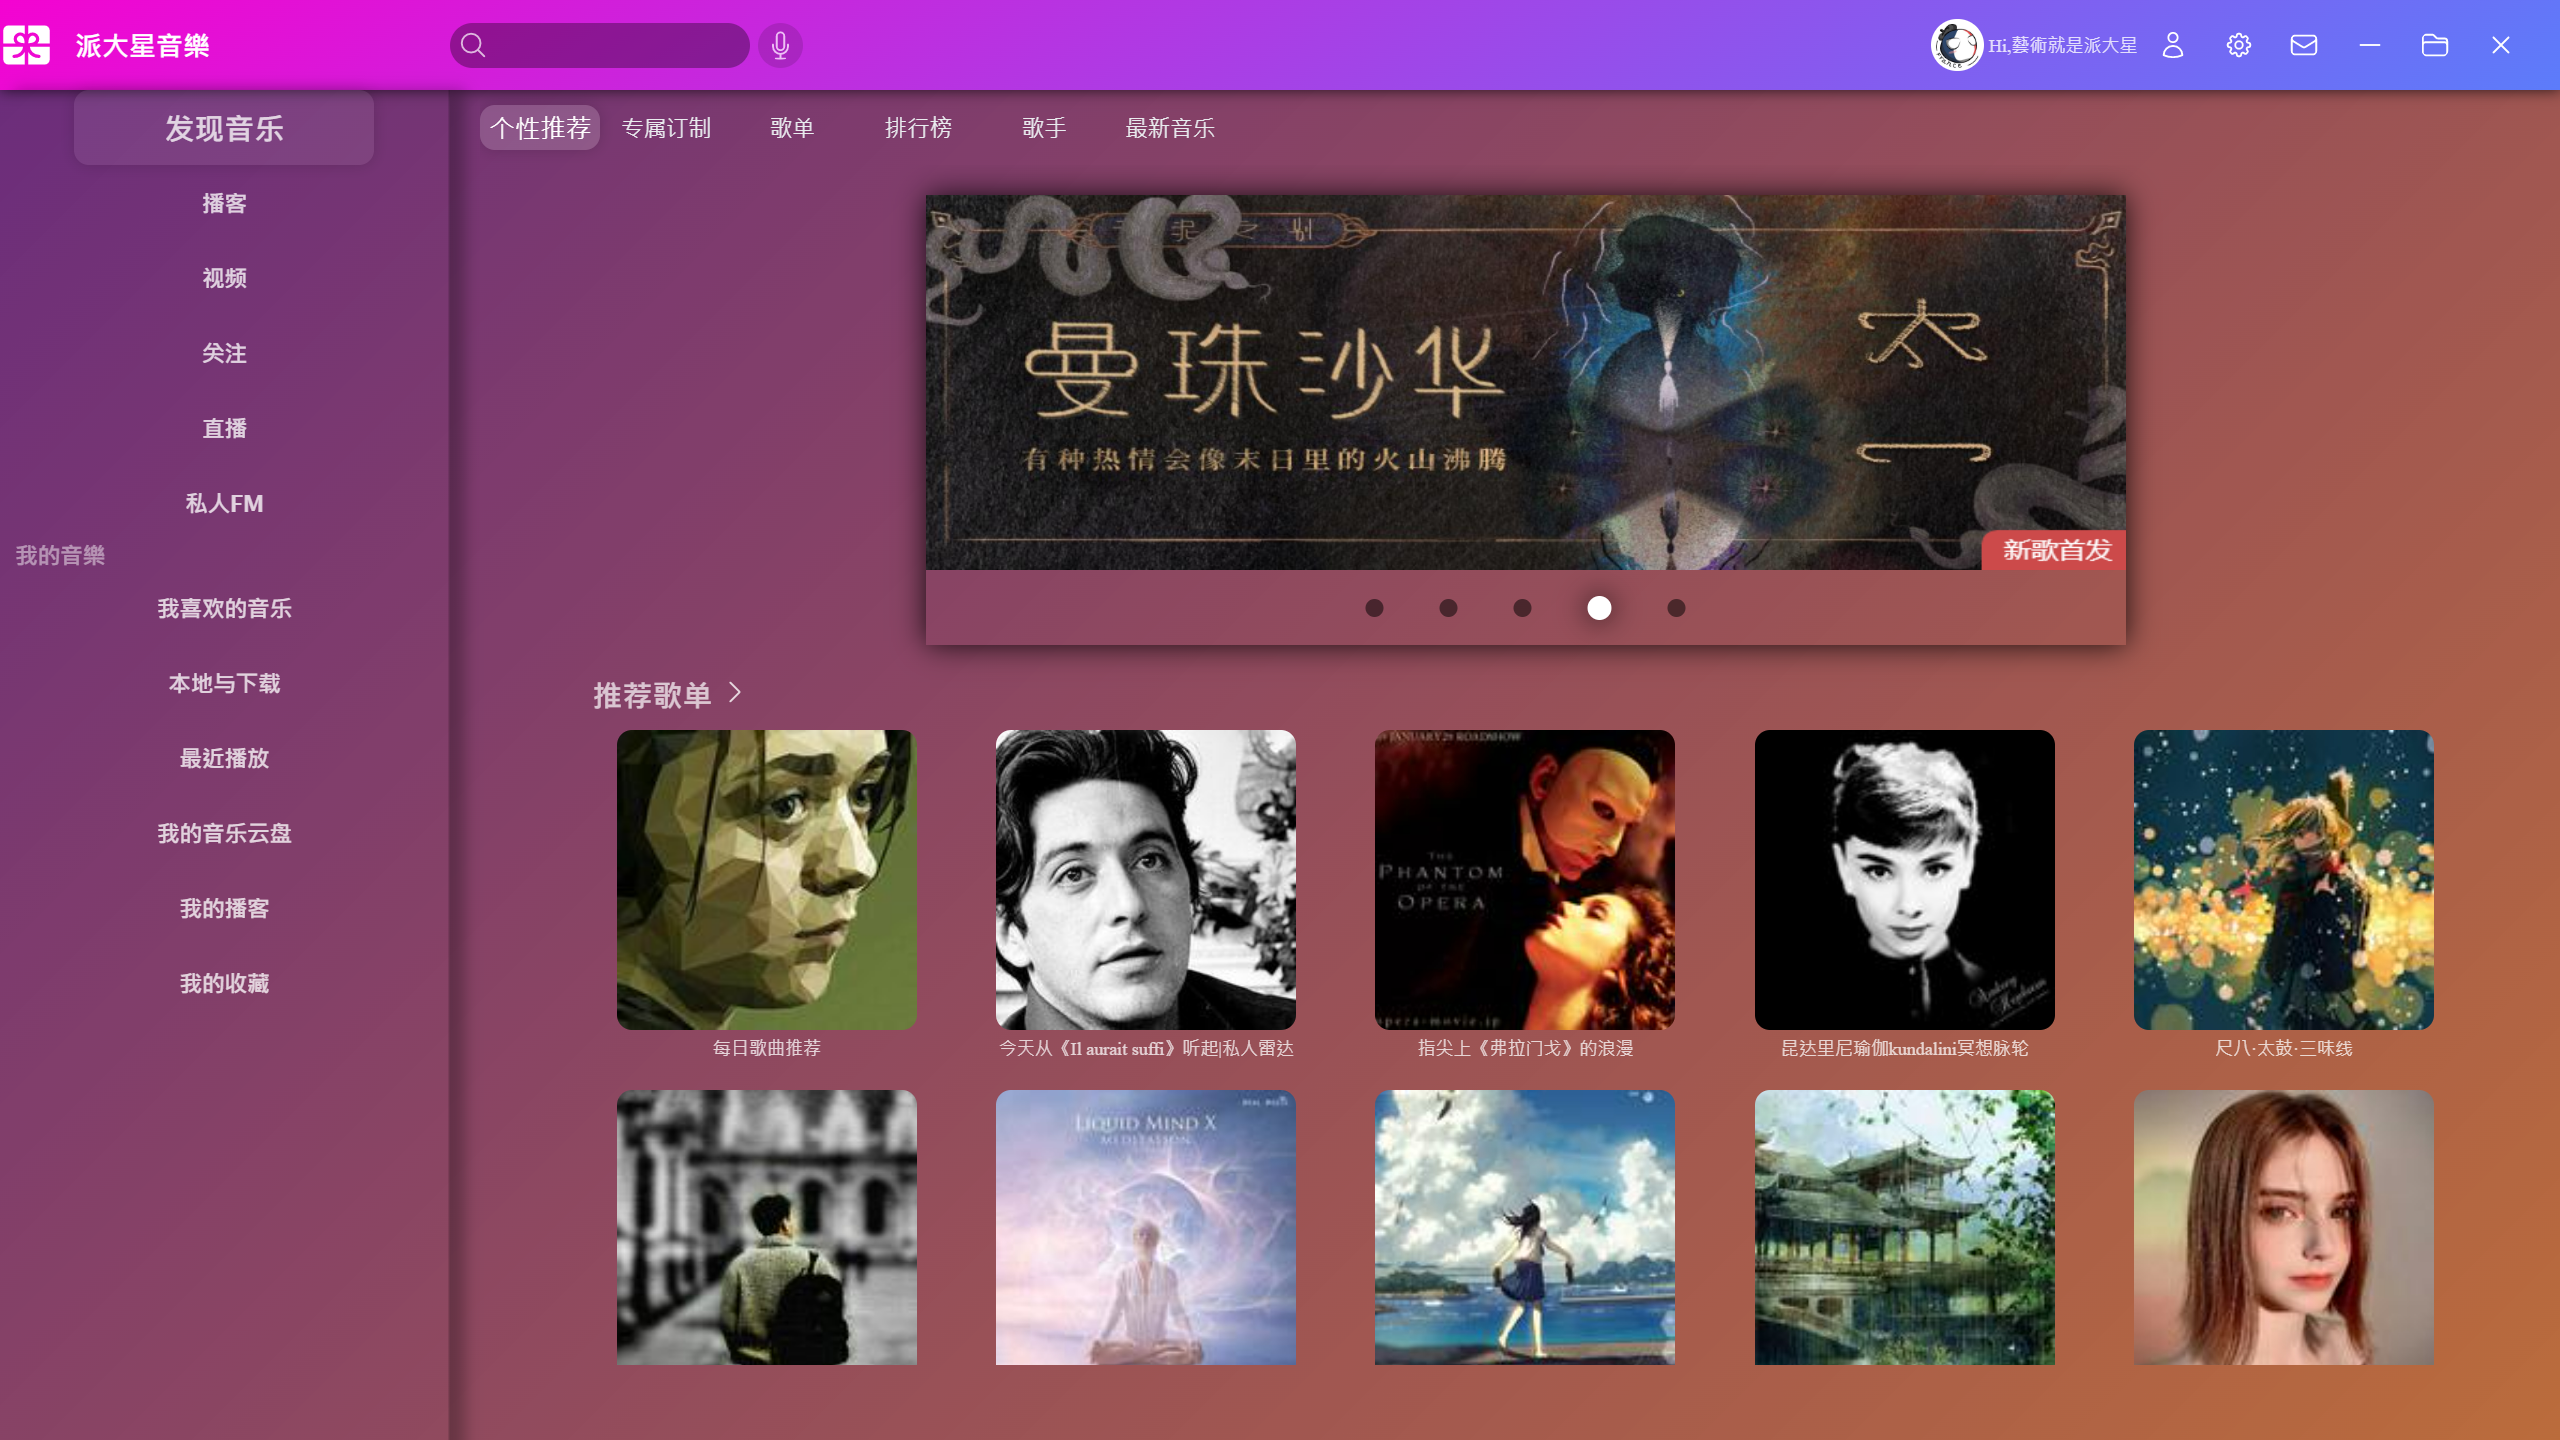 派大星音樂
Hi,藝術就是派大星
发现音乐
播客
视频
关注
直播
私人FM
我的音樂
我喜欢的音乐
本地与下载
最近播放
我的音乐云盘
我的播客
我的收藏
个性推荐 专属订制 歌单 排行榜 歌手 最新音乐
曼珠沙华
有种热情会像末日里的火山沸腾
太一
新歌首发
推荐歌单
JANUARY 29 ROADSHOW
THE
PHANTOM
OF THE
OPERA
opera-movie.jp
Audrey
Hepburn
每日歌曲推荐
今天从《Il aurait suffi》听起|私人雷达
指尖上《弗拉门戈》的浪漫
昆达里尼瑜伽kundalini冥想脉轮
尺八·太鼓·三味线
LIQUID MIND X
MEDITATION